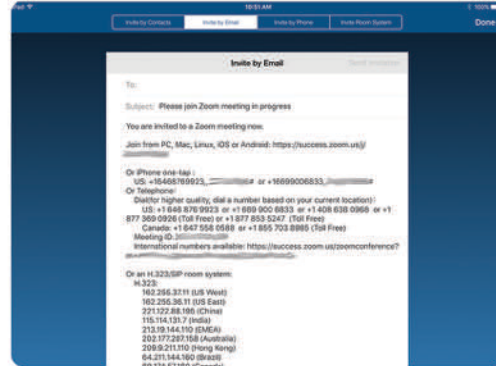 iPad 10:51 AM 100%
Invite by Contacts Invite by Email Invite by Phone Invite Room System Done
Invite by Email Send Invitation
To:
Subject: Please join Zoom meeting in progress
You are invited to a Zoom meeting now.
Join from PC, Mac, Linux, iOS or Android: https://success.zoom.us/j/
Or iPhone one-tap :
US: +16468769923,, # or +16699006833,, #
Or Telephone:
Dial(for higher quality, dial a number based on your current location):
US: +1 646 876 9923 or +1 669 900 6833 or +1 408 638 0968 or +1
877 369 0926 (Toll Free) or +1 877 853 5247 (Toll Free)
Canada: +1 647 558 0588 or +1 855 703 8985 (Toll Free)
Meeting ID:
International numbers available: https://success.zoom.us/zoomconference?
Or an H.323/SIP room system:
H.323:
162.255.37.11 (US West)
162.255.36.11 (US East)
221.122.88.195 (China)
115.114.131.7 (India)
213.19.144.110 (EMEA)
202.177.207.158 (Australia)
209.9.211.110 (Hong Kong)
64.211.144.160 (Brazil)